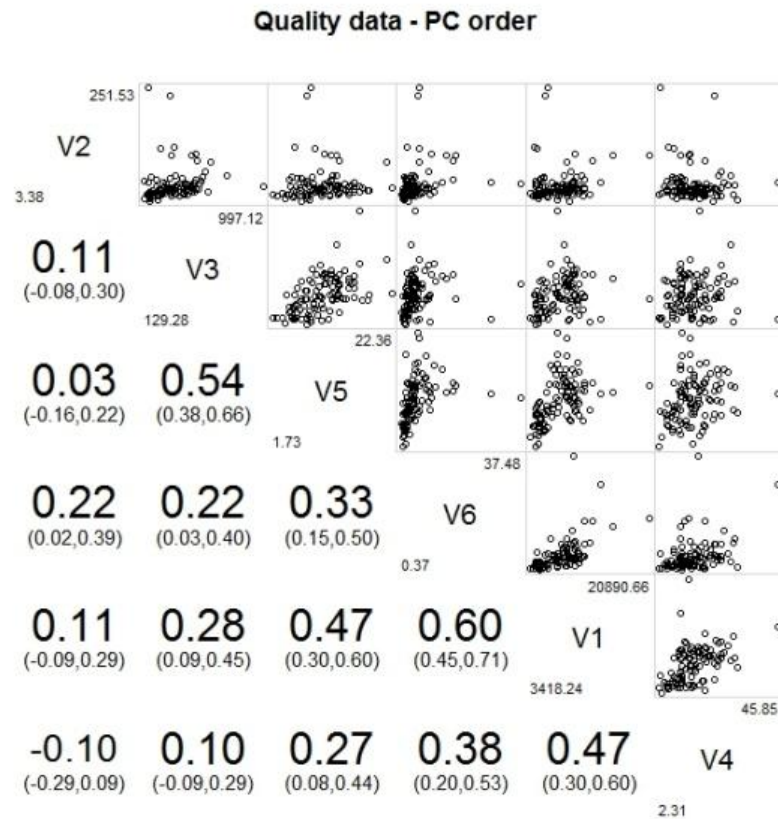 Quality data - PC order
251.53
V2
3.38
997.12
0.11
V3
(-0.08,0.30)
129.28
22.36
0.03 0.54
V5
(-0.16,0.22) (0.38,0.66)
1.73
37.48
0.22 0.22 0.33
V6
(0.02,0.39) (0.03,0.40) (0.15,0.50)
0.37
20890.66
0.11 0.28 0.47 0.60
V1
(-0.09,0.29) (0.09,0.45) (0.30,0.60) (0.45,0.71)
3418.24
45.85
-0.10 0.10 0.27 0.38 0.47
V4
(-0.29,0.09) (-0.09,0.29) (0.08,0.44) (0.20,0.53) (0.30,0.60)
2.31